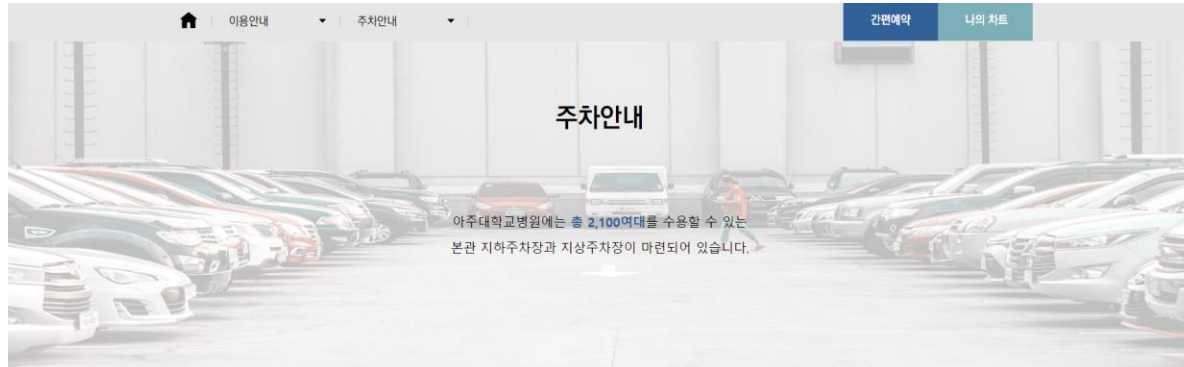 이용안내 주차안내 간편예약 나의 차트
주차안내
아주대학교병원에는 총 2,100여대를 수용할 수 있는
본관 지하주차장과 지상주차장이 마련되어 있습니다.